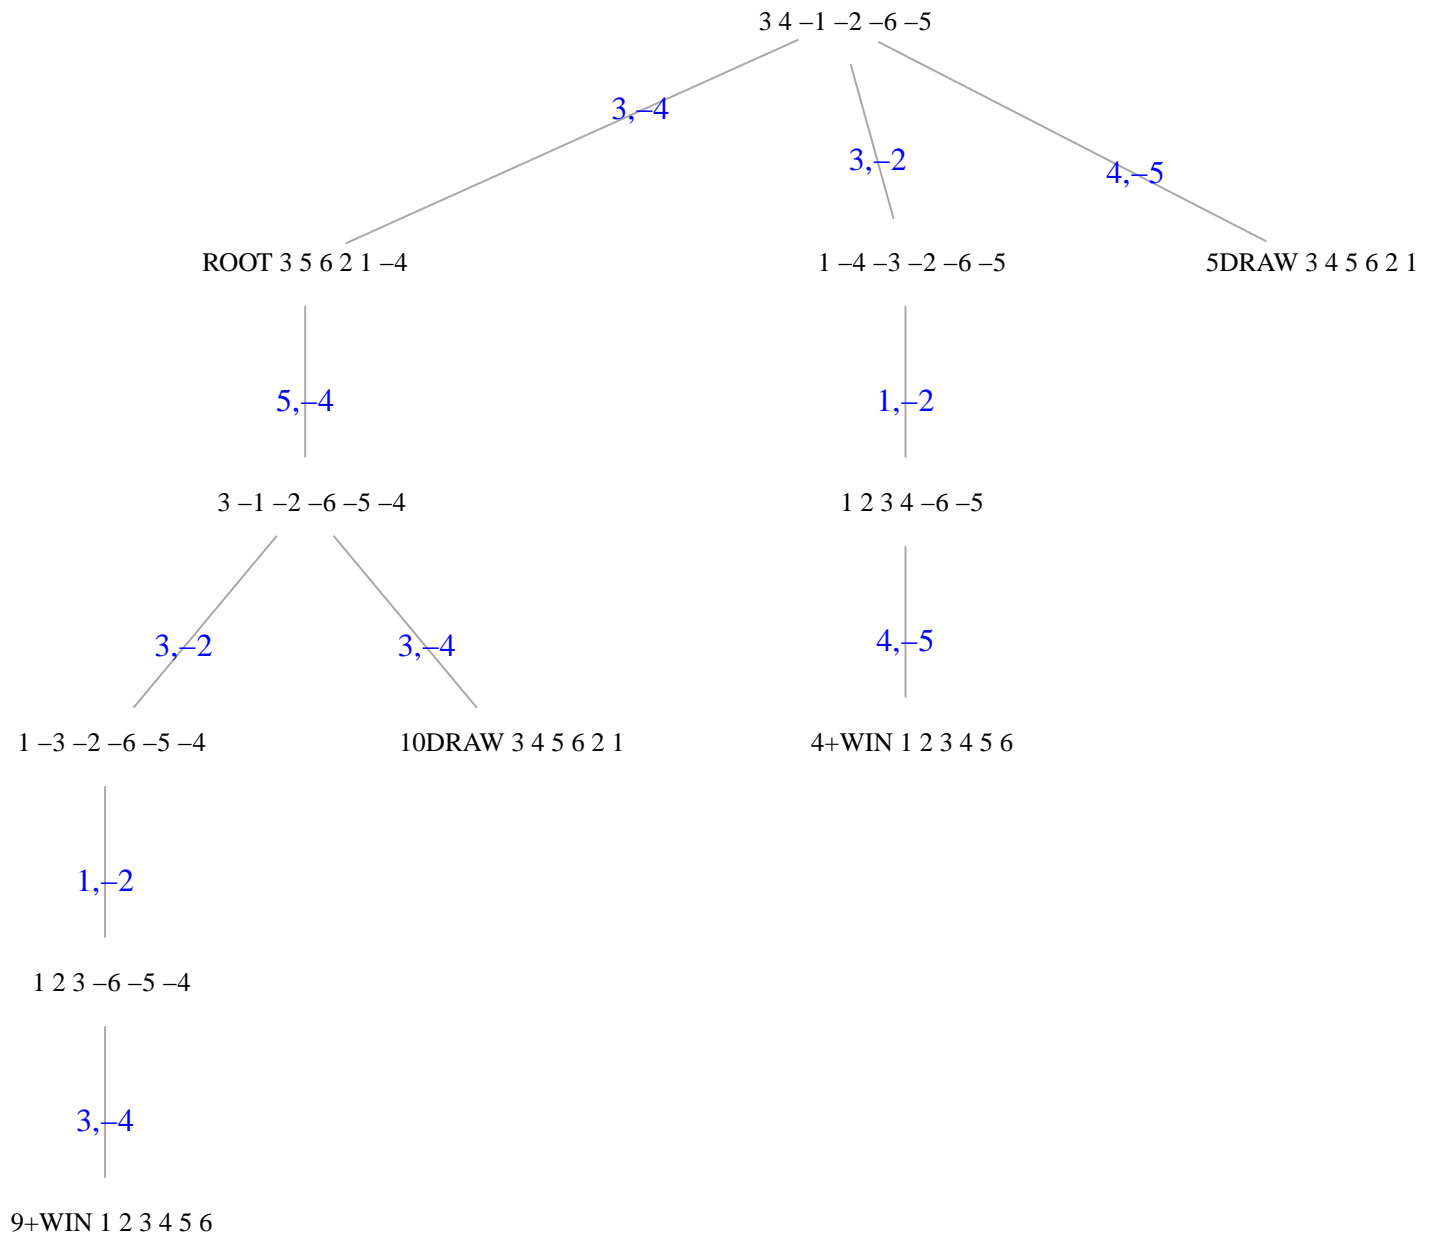 3 4 –1 –2 –6 –5
3,–4
3,–2
4,–5
ROOT 3 5 6 2 1 –4
1 –4 –3 –2 –6 –5
5DRAW 3 4 5 6 2 1
5,–4
1,–2
3 –1 –2 –6 –5 –4
1 2 3 4 –6 –5
3,–2
3,–4
4,–5
1 –3 –2 –6 –5 –4
10DRAW 3 4 5 6 2 1
4+WIN 1 2 3 4 5 6
1,–2
1 2 3 –6 –5 –4
3,–4
9+WIN 1 2 3 4 5 6